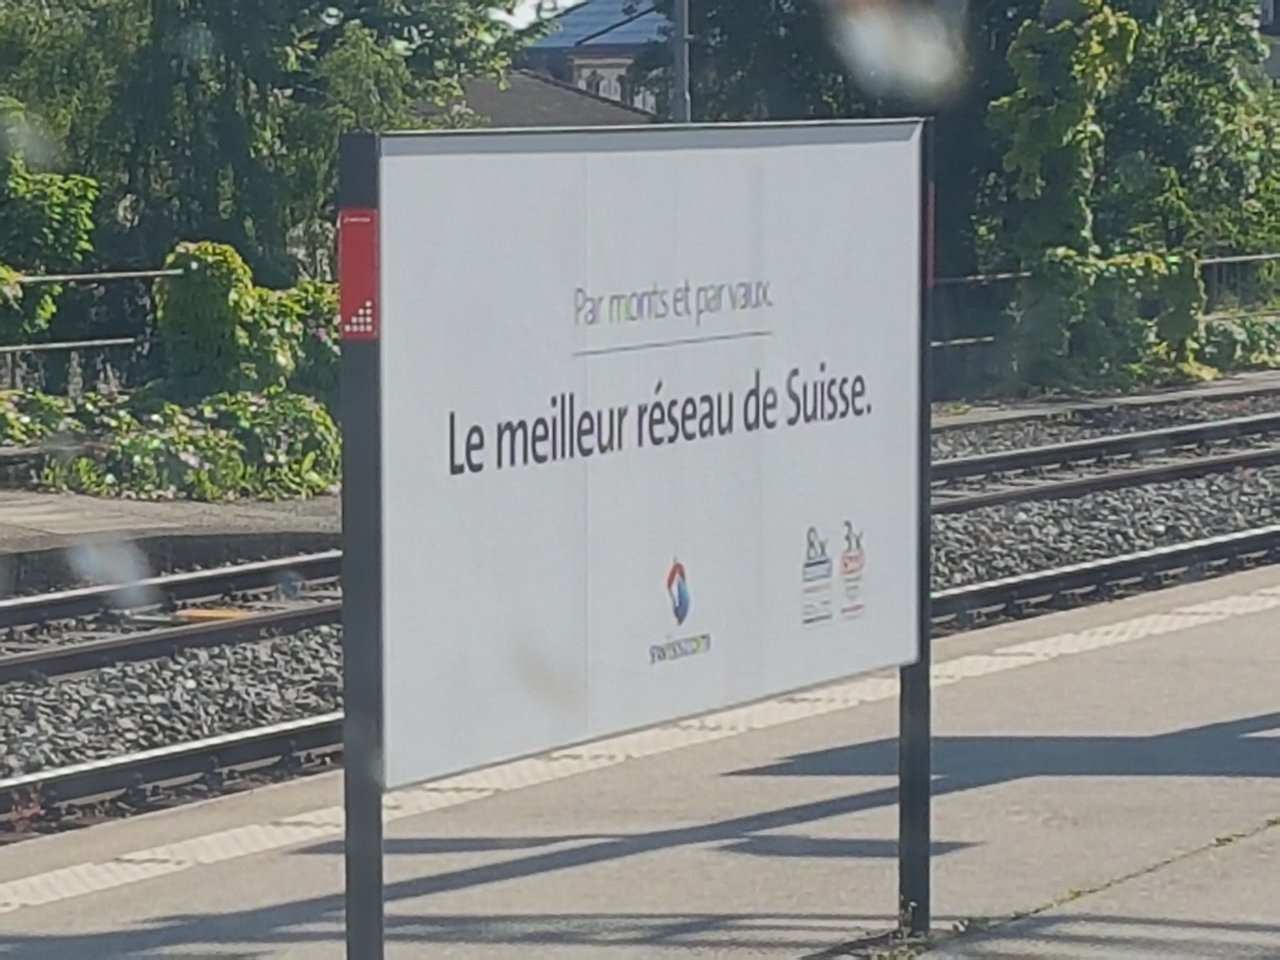 Par monts et par vaux.
Le meilleur réseau de Suisse.
8x 3x
swisscom